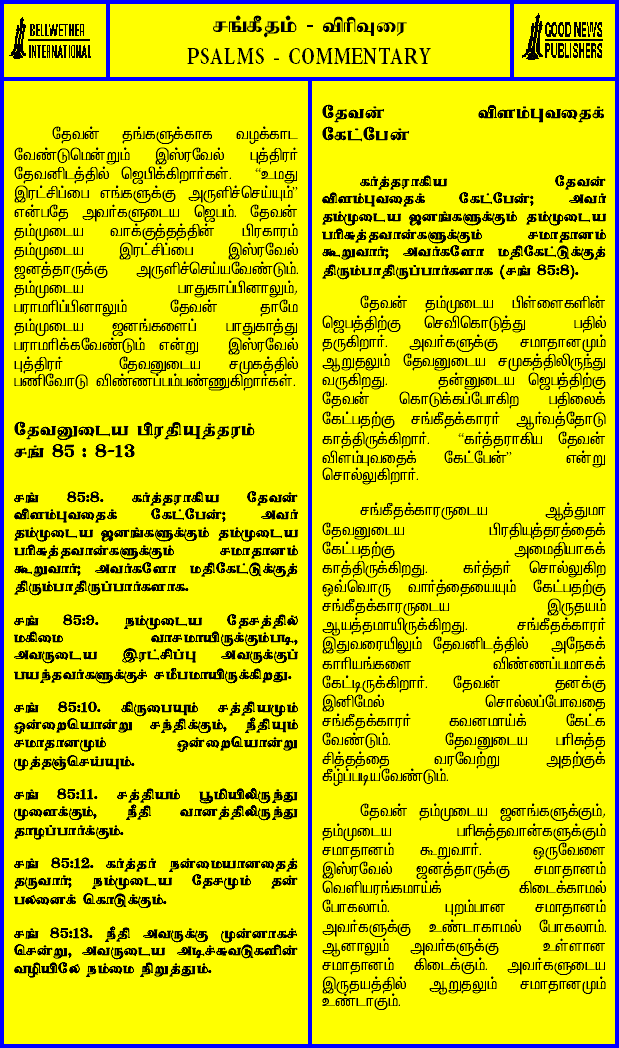 BELLWETHER
INTERNATIONAL
சங்கீதம் - விரிவுரை
PSALMS - COMMENTARY
GOOD NEWS
PUBLISHERS
தேவன் தங்களுக்காக வழக்காட
வேண்டுமென்றும் இஸ்ரவேல் புத்திரர்
தேவனிடத்தில் ஜெபிக்கிறார்கள். “உமது
இரட்சிப்பை எங்களுக்கு அருளிச்செய்யும்”
என்பதே அவர்களுடைய ஜெபம். தேவன்
தம்முடைய வாக்குத்தத்தின் பிரகாரம்
தம்முடைய இரட்சிப்பை இஸ்ரவேல்
ஜனத்தாருக்கு அருளிச்செய்யவேண்டும்.
தம்முடைய பாதுகாப்பினாலும்,
பராமரிப்பினாலும் தேவன் தாமே
தம்முடைய ஜனங்களைப் பாதுகாத்து
பராமரிக்கவேண்டும் என்று இஸ்ரவேல்
புத்திரர் தேவனுடைய சமுகத்தில்
பணிவோடு விண்ணப்பம்பண்ணுகிறார்கள்.
தேவனுடைய பிரதியுத்தரம்
சங் 85 : 8-13
சங் 85:8. கர்த்தராகிய தேவன்
விளம்புவதைக் கேட்பேன்; அவர்
தம்முடைய ஜனங்களுக்கும் தம்முடைய
பரிசுத்தவான்களுக்கும் சமாதானம்
கூறுவார்; அவர்களோ மதிகேட்டுக்குத்
திரும்பாதிருப்பார்களாக.
சங் 85:9. நம்முடைய தேசத்தில்
மகிமை வாசமாயிருக்கும்படி,
அவருடைய இரட்சிப்பு அவருக்குப்
பயந்தவர்களுக்குச் சமீபமாயிருக்கிறது.
சங் 85:10. கிருபையும் சத்தியமும்
ஒன்றையொன்று சந்திக்கும், நீதியும்
சமாதானமும் ஒன்றையொன்று
முத்தஞ்செய்யும்.
சங் 85:11. சத்தியம் பூமியிலிருந்து
முளைக்கும், நீதி வானத்திலிருந்து
தாழப்பார்க்கும்.
சங் 85:12. கர்த்தர் நன்மையானதைத்
தருவார்; நம்முடைய தேசமும் தன்
பலனைக் கொடுக்கும்.
சங் 85:13. நீதி அவருக்கு முன்னாகச்
சென்று, அவருடைய அடிச்சுவடுகளின்
வழியிலே நம்மை நிறுத்தும்.
தேவன் விளம்புவதைக்
கேட்பேன்
கர்த்தராகிய தேவன்
விளம்புவதைக் கேட்பேன்; அவர்
தம்முடைய ஜனங்களுக்கும் தம்முடைய
பரிசுத்தவான்களுக்கும் சமாதானம்
கூறுவார்; அவர்களோ மதிகேட்டுக்குத்
திரும்பாதிருப்பார்களாக (சங் 85:8).
தேவன் தம்முடைய பிள்ளைகளின்
ஜெபத்திற்கு செவிகொடுத்து பதில்
தருகிறார். அவர்களுக்கு சமாதானமும்
ஆறுதலும் தேவனுடைய சமுகத்திலிருந்து
வருகிறது. தன்னுடைய ஜெபத்திற்கு
தேவன் கொடுக்கப்போகிற பதிலைக்
கேட்பதற்கு சங்கீதக்காரர் ஆர்வத்தோடு
காத்திருக்கிறார். “கர்த்தராகிய தேவன்
விளம்புவதைக் கேட்பேன்” என்று
சொல்லுகிறார்.
சங்கீதக்காரருடைய ஆத்துமா
தேவனுடைய பிரதியுத்தரத்தைக்
கேட்பதற்கு அமைதியாகக்
காத்திருக்கிறது. கர்த்தர் சொல்லுகிற
ஒவ்வொரு வார்த்தையையும் கேட்பதற்கு
சங்கீதக்காரருடைய இருதயம்
ஆயத்தமாயிருக்கிறது. சங்கீதக்காரர்
இதுவரையிலும் தேவனிடத்தில் அநேகக்
காரியங்களை விண்ணப்பமாகக்
கேட்டிருக்கிறார். தேவன் தனக்கு
இனிமேல் சொல்லப்போவதை
சங்கீதக்காரர் கவனமாய்க் கேட்க
வேண்டும். தேவனுடைய பரிசுத்த
சித்தத்தை வரவேற்று அதற்குக்
கீழ்ப்படியவேண்டும்.
தேவன் தம்முடைய ஜனங்களுக்கும்,
தம்முடைய பரிசுத்தவான்களுக்கும்
சமாதானம் கூறுவார். ஒருவேளை
இஸ்ரவேல் ஜனத்தாருக்கு சமாதானம்
வெளியரங்கமாய்க் கிடைக்காமல்
போகலாம். புறம்பான சமாதானம்
அவர்களுக்கு உண்டாகாமல் போகலாம்.
ஆனாலும் அவர்களுக்கு உள்ளான
சமாதானம் கிடைக்கும். அவர்களுடைய
இருதயத்தில் ஆறுதலும் சமாதானமும்
உண்டாகும்.